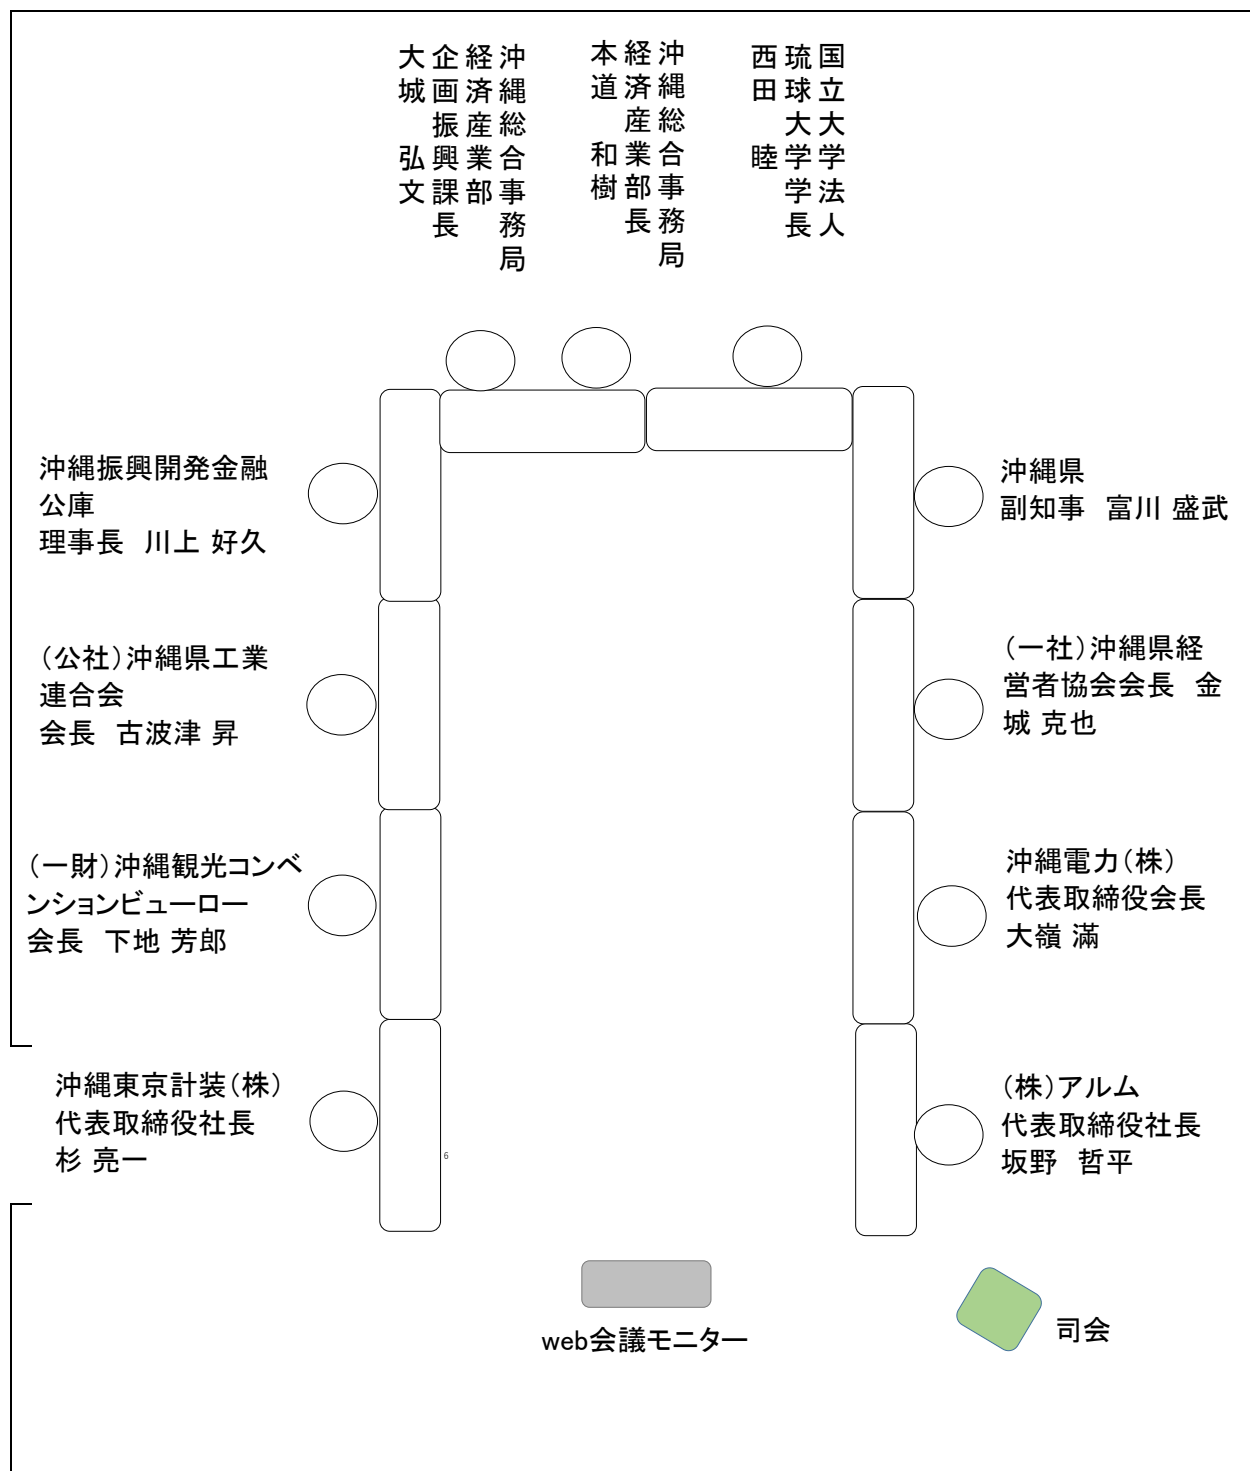 国立大学法人
琉球大学学長
西田　睦
沖縄総合事務局
経済産業部長
本道　和樹
沖縄総合事務局
経済産業部
企画振興課長
大城　弘文
沖縄振興開発金融
公庫
理事長　川上 好久
沖縄県
副知事　富川 盛武
（公社）沖縄県工業
連合会
会長　古波津 昇
（一社）沖縄県経
営者協会会長　金
城 克也
（一財）沖縄観光コンベ
ンションビューロー
会長　下地 芳郎
沖縄電力（株）
代表取締役会長
大嶺 滿
沖縄東京計装（株）
代表取締役社長
杉 亮一
6
（株）アルム
代表取締役社長
坂野　哲平
web会議モニター
司会